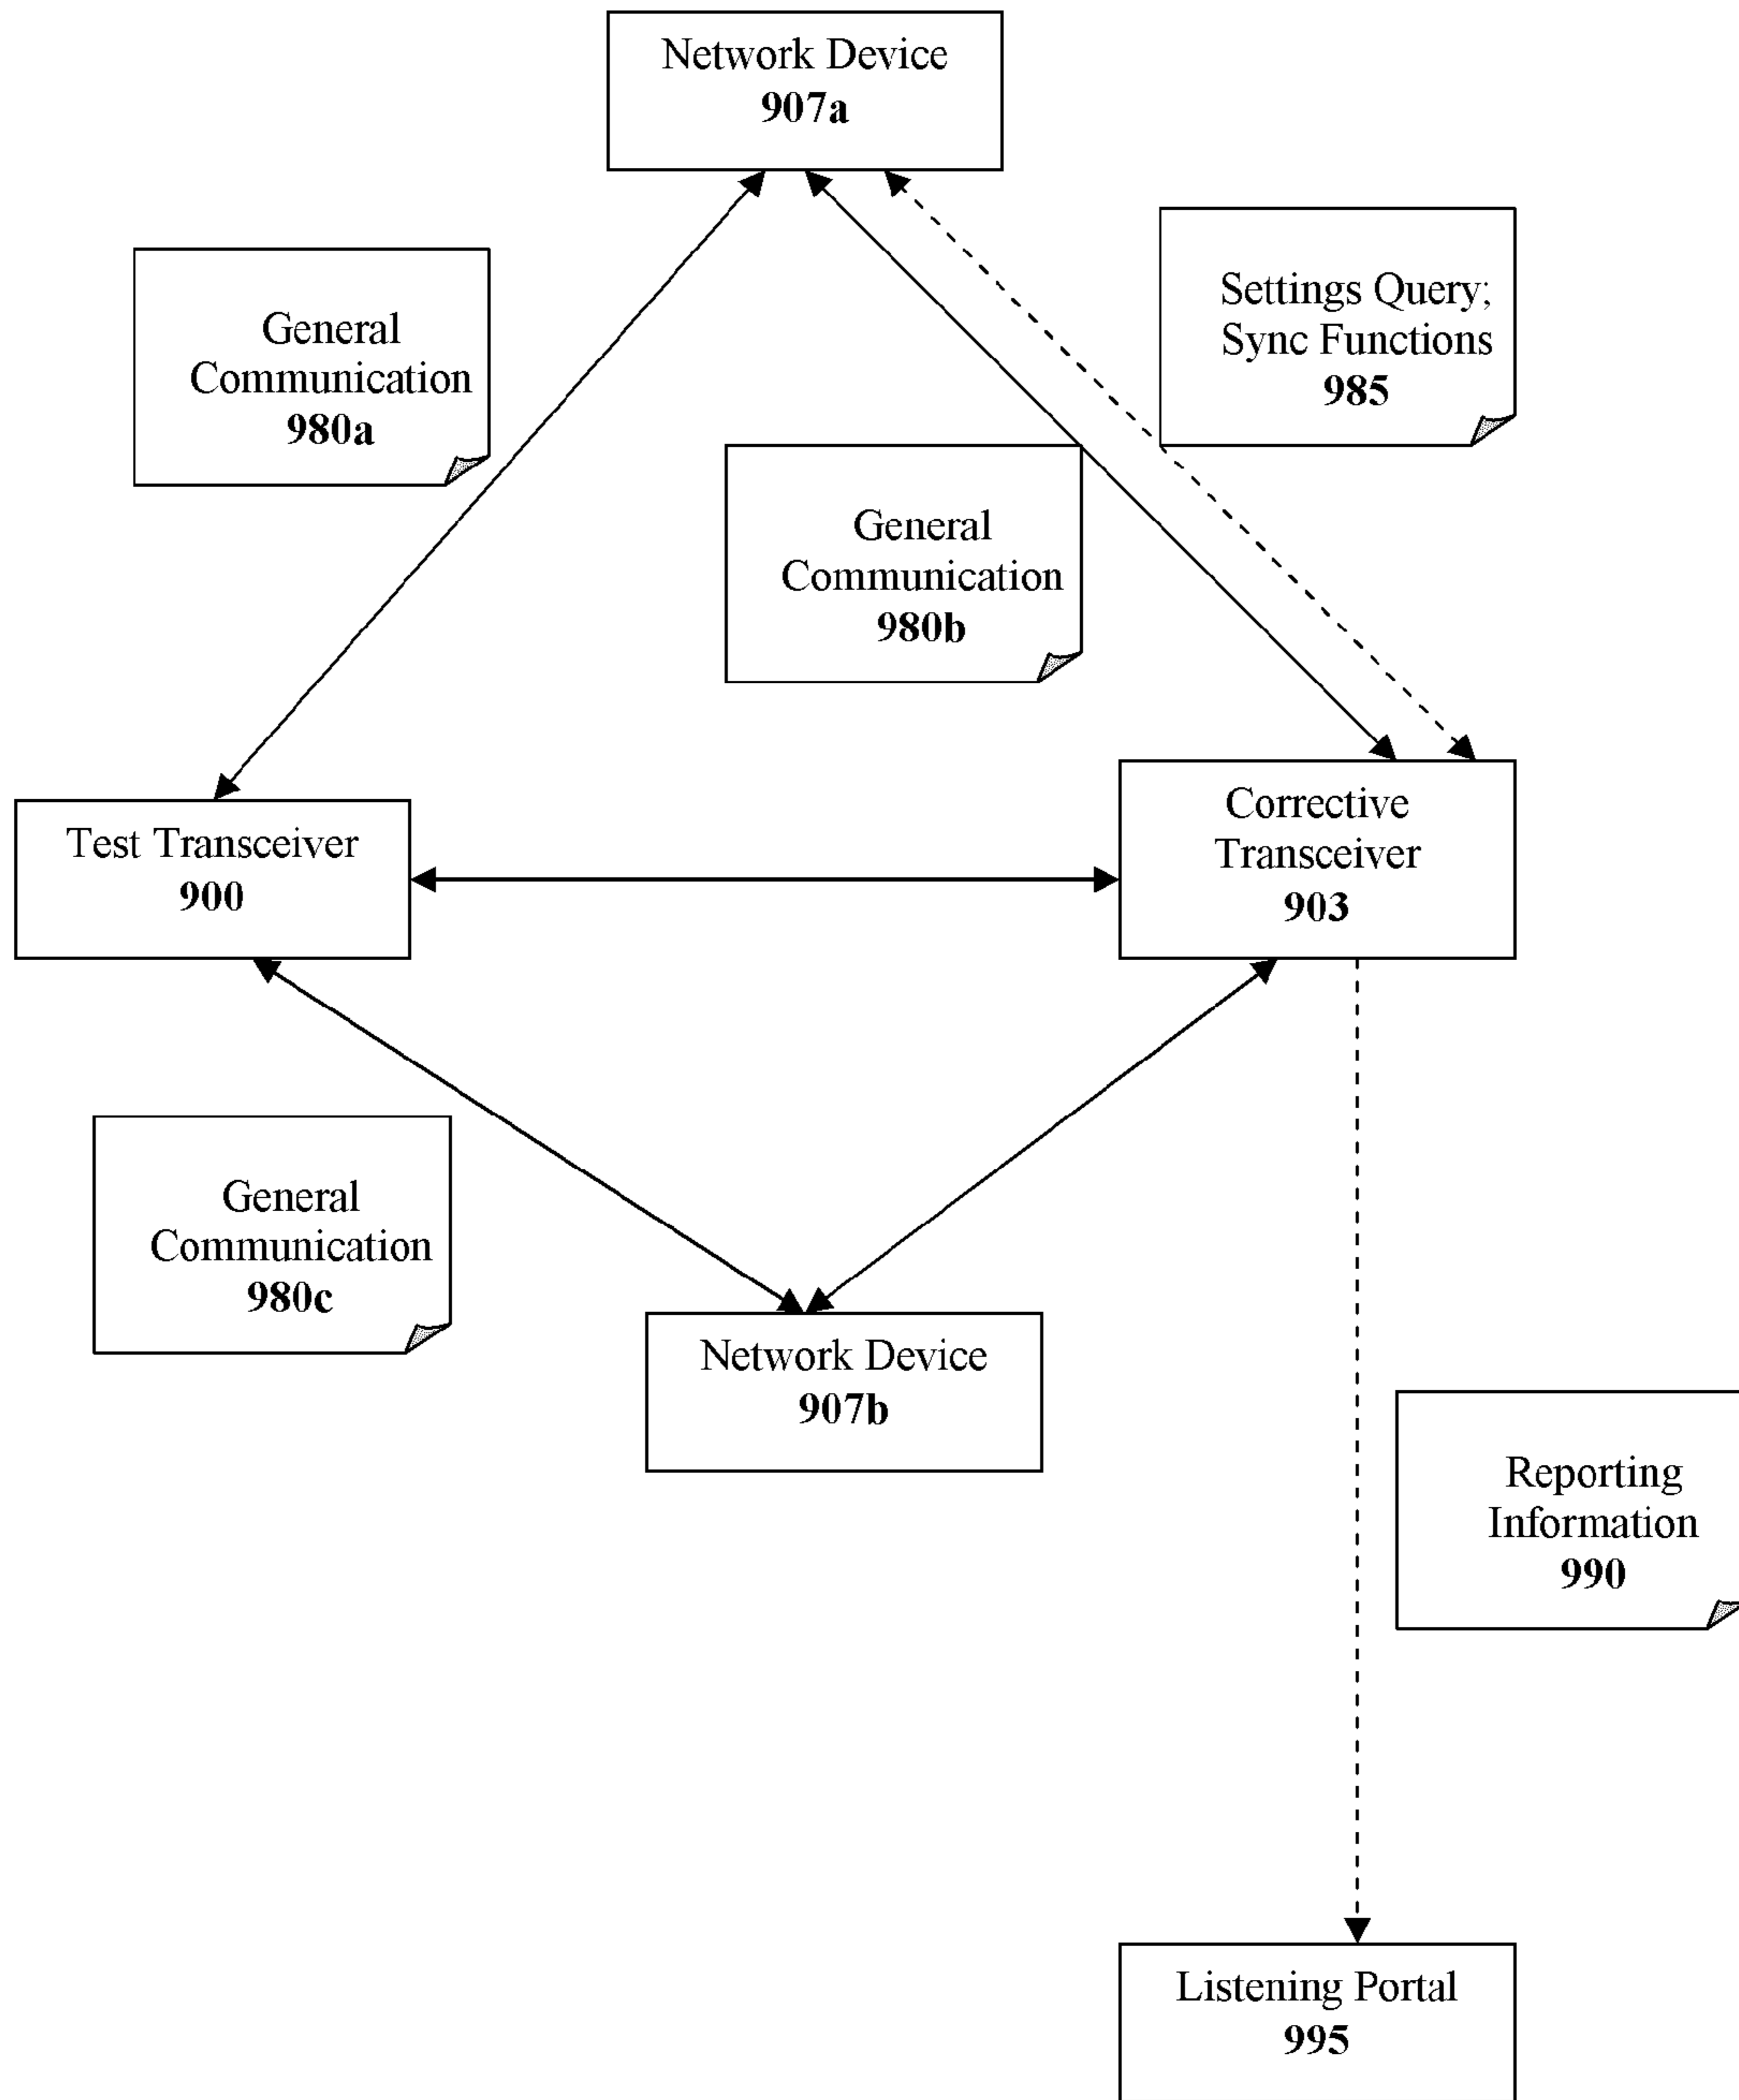 Network Device
907a
Settings Query;
Sync Functions
985
General
Communication
980a
General
Communication
980b
Test Transceiver
900
Corrective
Transceiver
903
General
Communication
980c
Network Device
907b
Reporting
Information
990
Listening Portal
995